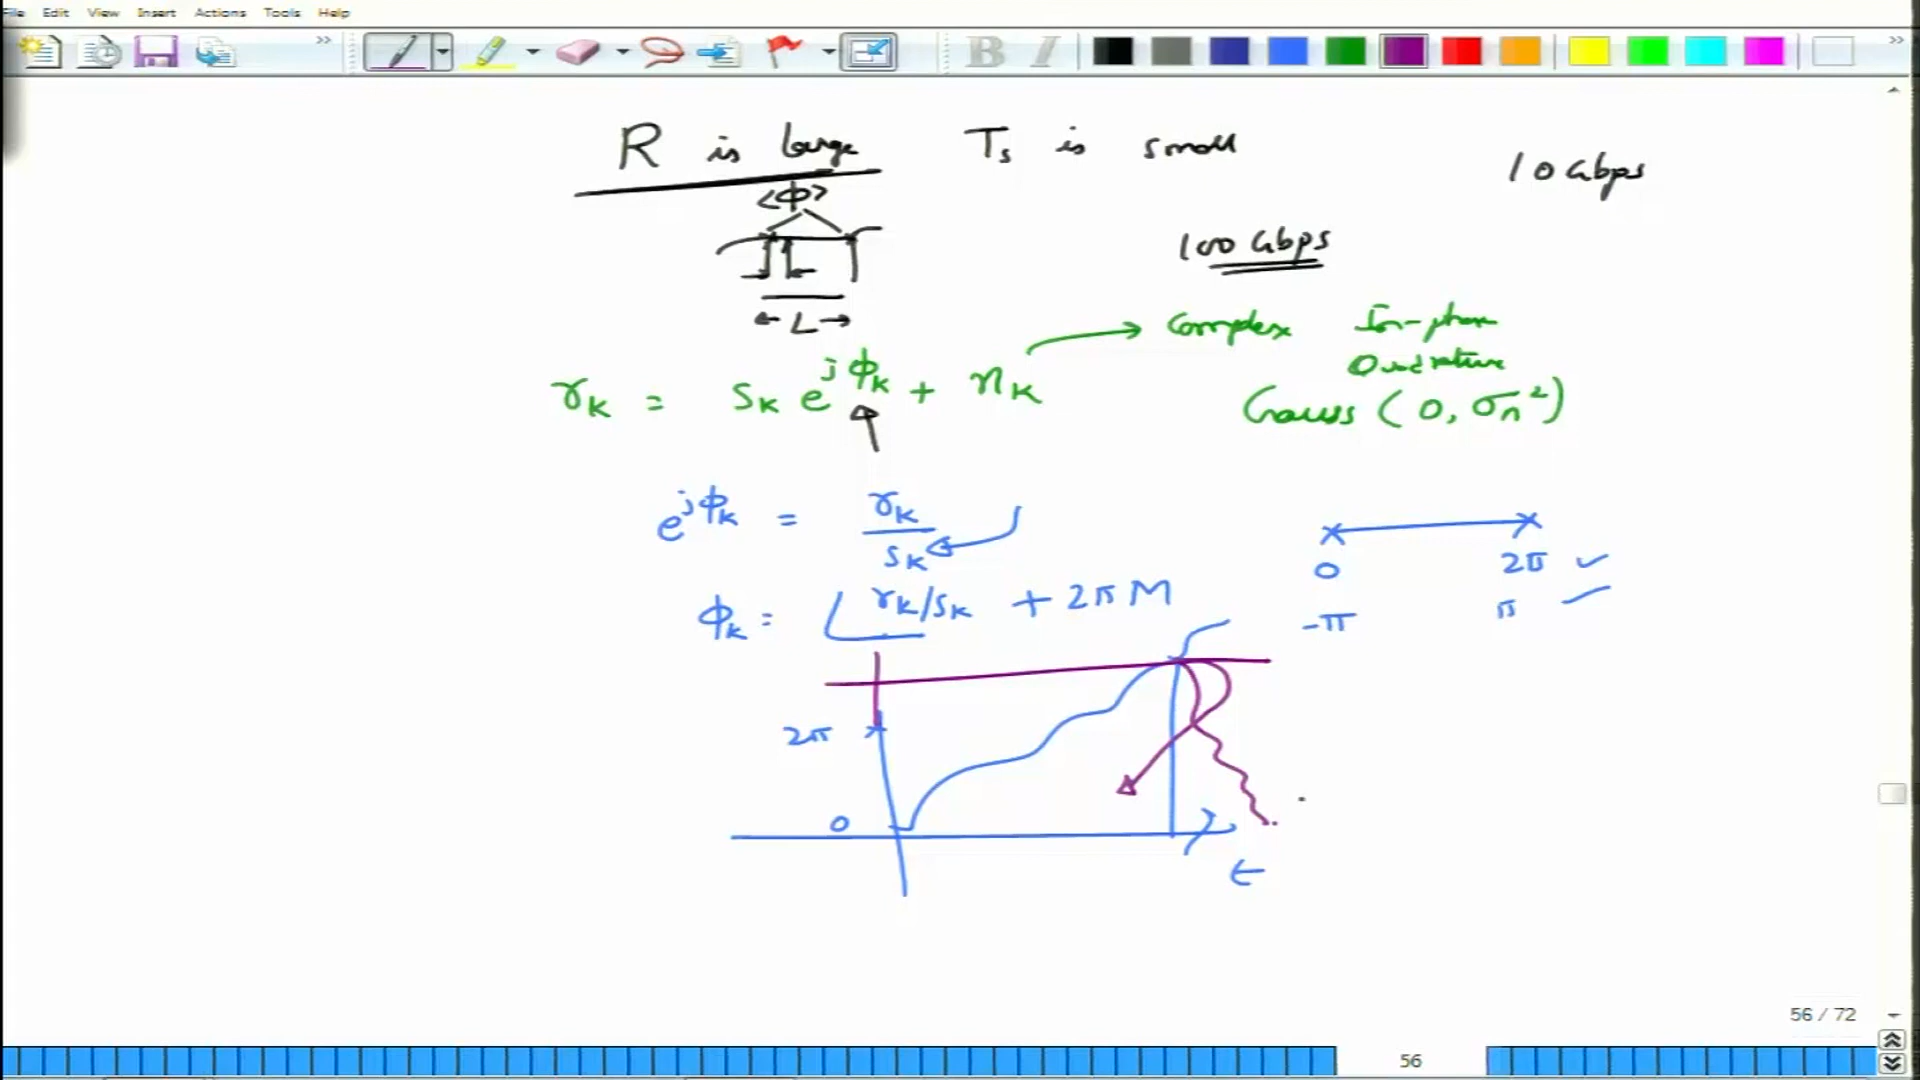 File Edit View Insert Actions Tools Help
B I
R is large Ts is small
10 Gbps
<Φ>
100 Gbps
← L →
Complex In-phase
Quadrature
rk = sk e^jϕk + nk
Gauss (0, σn²)
e^jϕk = rk / sk
0 2π ✓
ϕk = ∠rk/sk + 2πM
-π π
2π
0
t
56 / 72
56